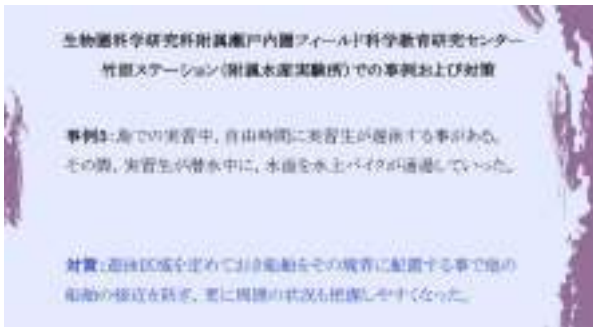 生物圏科学研究科附属瀬戸内圏フィールド科学教育研究センター
竹原ステーション(附属水産実験所)での事例および対策
事例3:島での実習中、自由時間に実習生が遊泳する事がある。
その際、実習生が潜水中に、水面を水上バイクが通過していった。
対策:遊泳区域を定めておき船舶をその境界に配置する事で他の
船舶の接近を防ぎ、更に周囲の状況も把握しやすくなった。